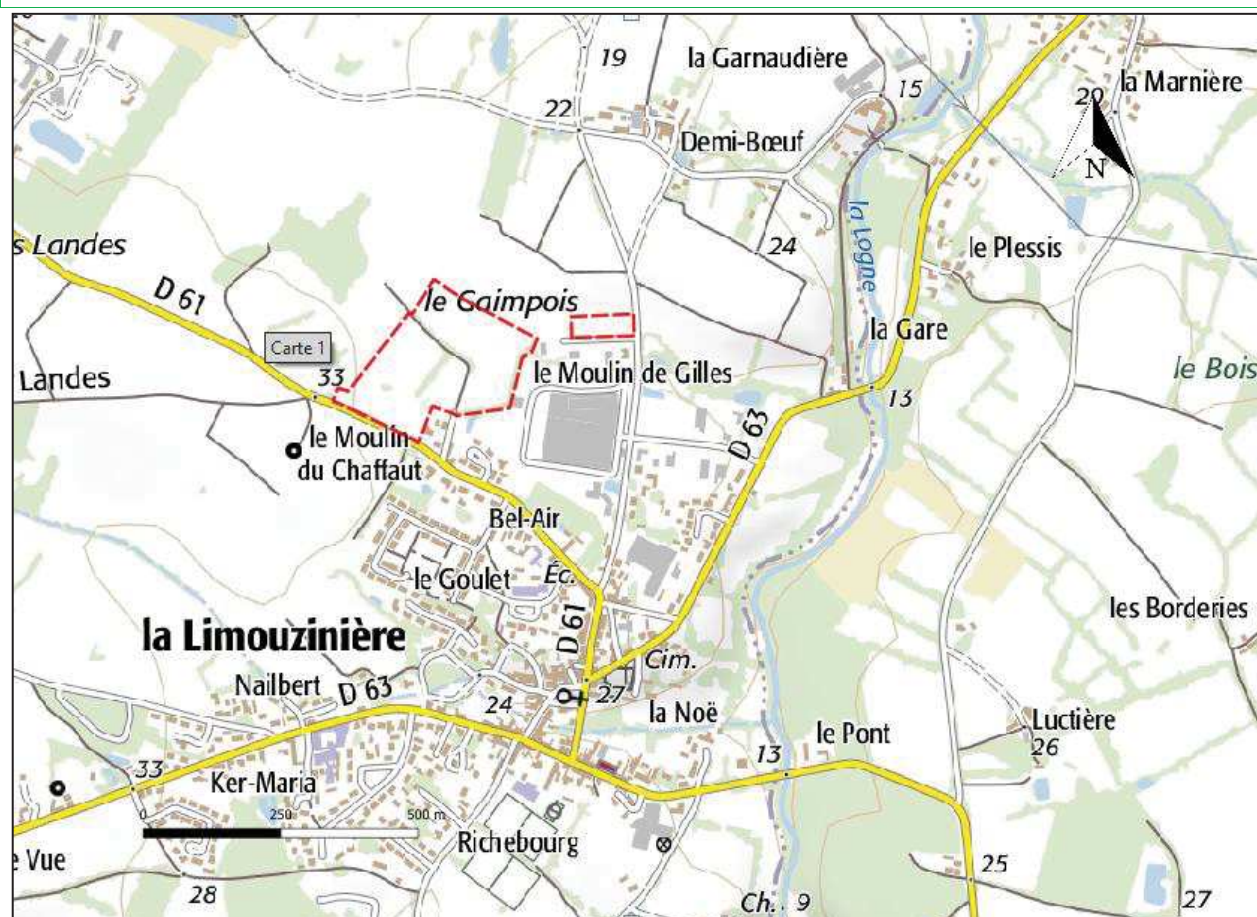 19
la Garnaudière
15
la Marnière
20
22
Demi-Bœuf
N
la Logne
s Landes
24
le Plessis
D 61
le Gaimpois
la Gare
Carte 1
Landes
33
le Moulin de Gilles
le Bois
13
le Moulin
du Chaffaut
D 63
Bel-Air
le Goulet
Éc.
les Borderies
la Limouzinière
D 61
Cim.
Nailbert
D 63
24
27
la Noë
Luctière
26
le Pont
13
33
Ker-Maria
0
250
500 m
Richebourg
e Vue
25
28
Ch.
9
27